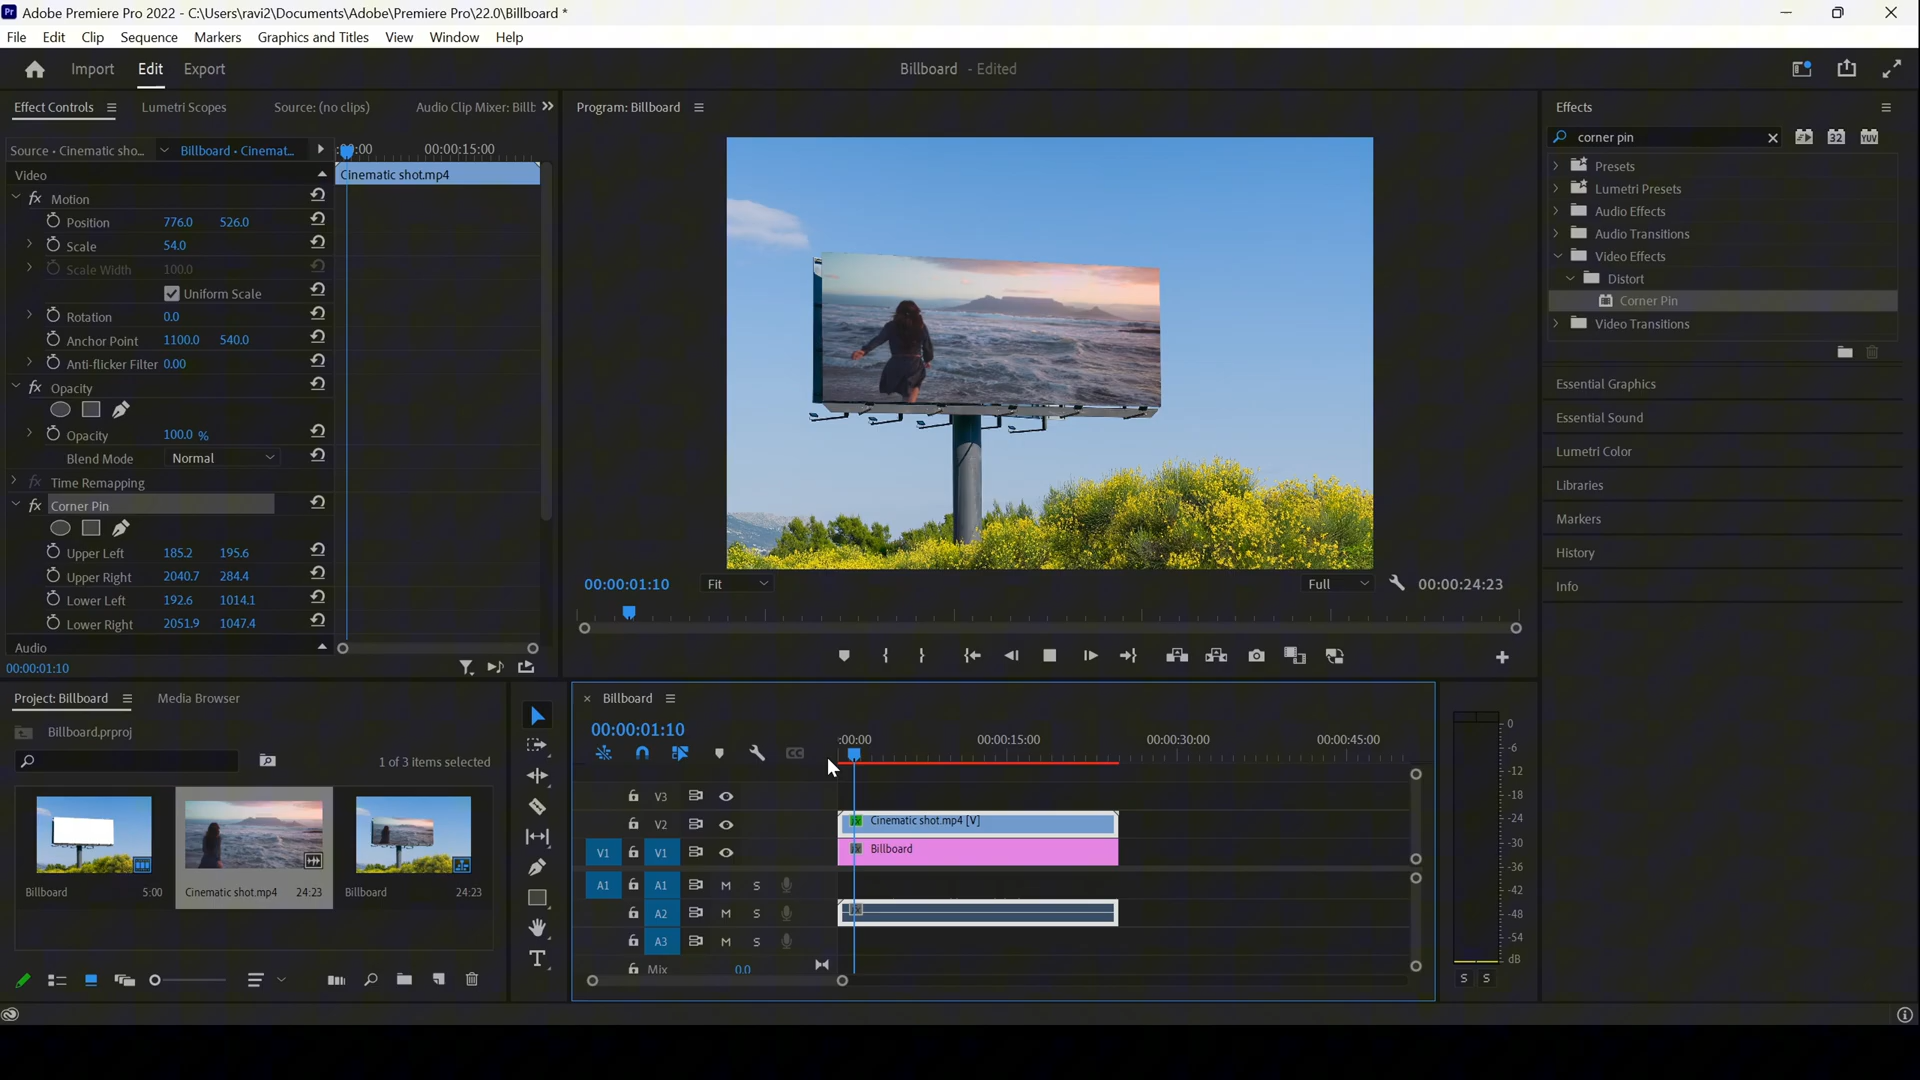 Pr Adobe Premiere Pro 2022 - C:\Users\ravi2\Documents\Adobe\Premiere Pro\22.0\Billboard *
File Edit Clip Sequence Markers Graphics and Titles View Window Help
Import Edit Export
Billboard - Edited
Effect Controls Lumetri Scopes Source: (no clips) Audio Clip Mixer: Billb
Source • Cinematic sho... Billboard • Cinemat...
:00:00 00:00:15:00
Video
Cinematic shot.mp4
fx Motion
Position 776.0 526.0
Scale 54.0
Scale Width 100.0
Uniform Scale
Rotation 0.0
Anchor Point 1100.0 540.0
Anti-flicker Filter 0.00
fx Opacity
Opacity 100.0 %
Blend Mode Normal
fx Time Remapping
fx Corner Pin
Upper Left 185.2 195.6
Upper Right 2040.7 284.4
Lower Left 192.6 1014.1
Lower Right 2051.9 1047.4
Audio
00:00:01:10
Program: Billboard
00:00:01:10 Fit Full 00:00:24:23
Effects
corner pin
32 YUV
Presets
Lumetri Presets
Audio Effects
Audio Transitions
Video Effects
Distort
Corner Pin
Video Transitions
Essential Graphics
Essential Sound
Lumetri Color
Libraries
Markers
History
Info
Project: Billboard Media Browser
Billboard.prproj
1 of 3 items selected
Billboard 5:00
Cinematic shot.mp4 24:23
Billboard 24:23
T
× Billboard
00:00:01:10
CC
:00:00 00:00:15:00 00:00:30:00 00:00:45:00
V3
V2
fx Cinematic shot.mp4 [V]
V1 V1
fx Billboard
A1 A1 M S
A2 M S
A3 M S
Mix 0.0
0
-6
-12
-18
-24
-30
-36
-42
-48
-54
dB
S S